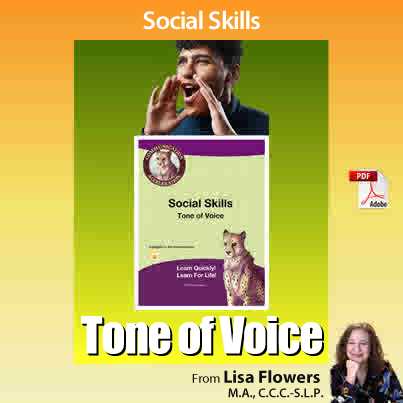 Social Skills
PDF
Adobe
Social Skills
Tone of Voice
Learn Quickly!
Learn For Life!
Tone of Voice
From Lisa Flowers
M.A., C.C.C.-S.L.P.